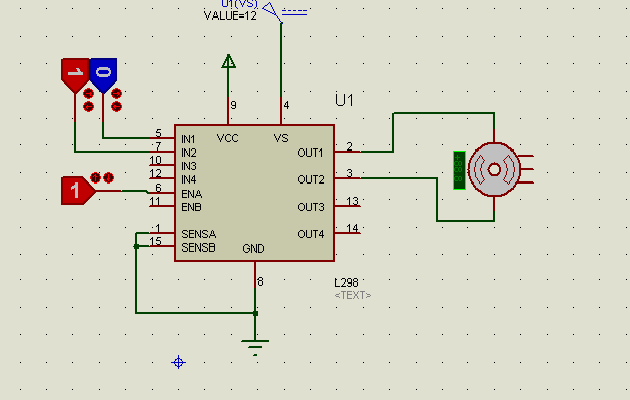 U1(VS)
VALUE=12
1 0
U1
9 4
VCC VS
5 IN1
7 IN2 OUT1 2
10 IN3
12 IN4 OUT2 3
1 6 ENA
11 ENB OUT3 13
1 SENSA OUT4 14
15 SENSB GND
8 L298
<TEXT>